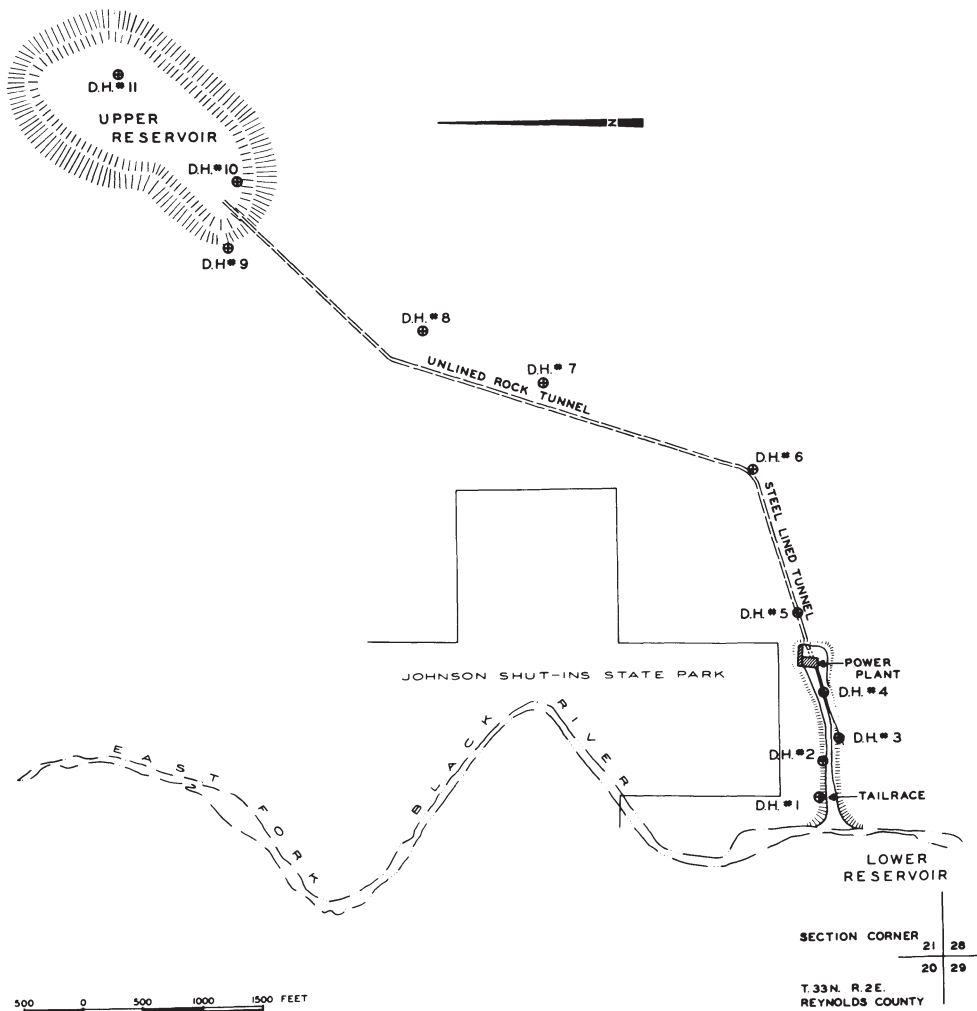 D.H.#11
UPPER
RESERVOIR
N
D.H.#10
D.H#9
D.H.#8
D.H.#7
UNLINED ROCK TUNNEL
D.H.#6
STEEL LINED TUNNEL
D.H.#5
POWER
PLANT
JOHNSON SHUT-INS STATE PARK
D.H.#4
D.H.#3
D.H.#2
D.H.#1
TAILRACE
EAST FORK
BLACK RIVER
LOWER
RESERVOIR
SECTION CORNER
21 28
20 29
T.33N. R.2E.
REYNOLDS COUNTY
500 0 500 1000 1500 FEET